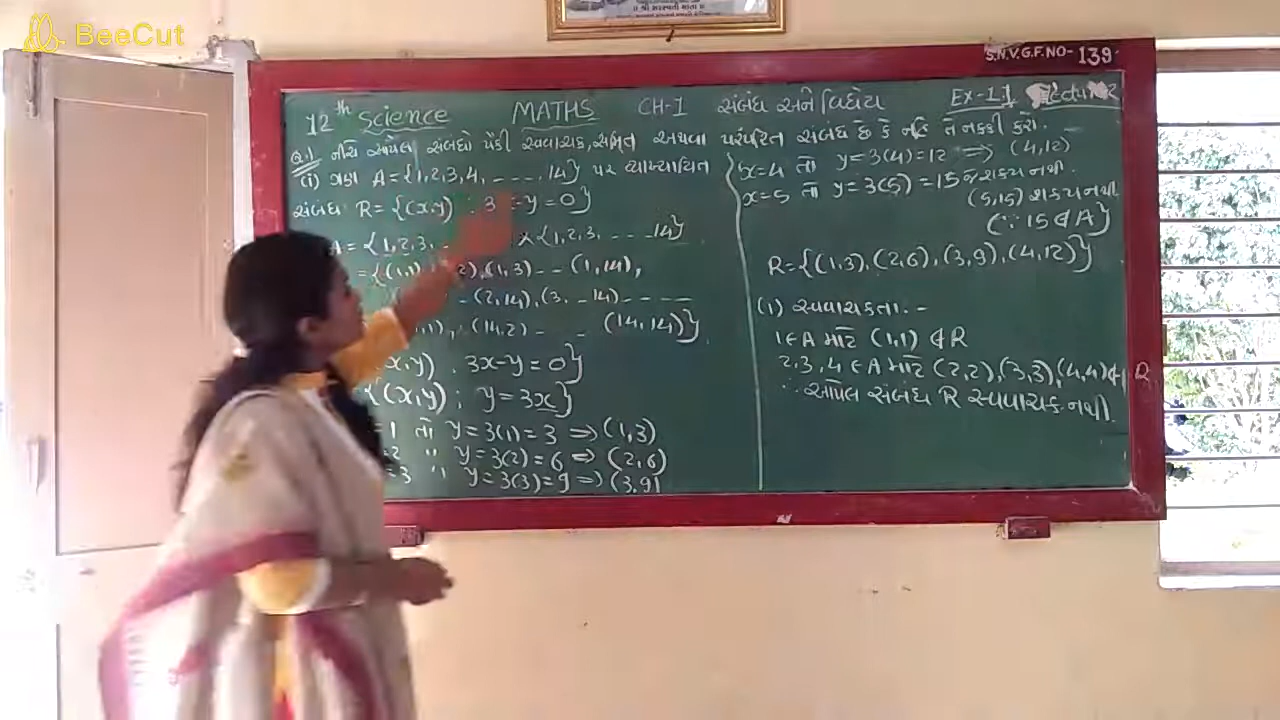 BeeCut
॥ શ્રી સરસ્વતી માતા ॥
S.N.V.G.F.NO- 139
12th Science MATHS CH-1 સંબંધ અને વિધેય Ex-1.1
Q.1 નીચે આપેલ સંબંધો પૈકી સ્વવાચક, સંમિત અથવા પરંપરિત સંબંધ છે કે નહિ તે નક્કી કરો.
(i) ગણ A = {1,2,3,4, - - - - 14} પર વ્યાખ્યાયિત
સંબંધ R = {(x,y) : 3 -y = 0}
A = {1,2,3, - × {1,2,3, - - - 14}
= {(1,1) 2), (1,3) - - (1,14),
- (2,14), (3, - 14) - - - -
,1), (14,2) - - (14,14)}
x,y) : 3x-y = 0}
{(x,y) ; y = 3x}
=1 તો y = 3(1) = 3 ⇒ (1,3)
=2 " y = 3(2) = 6 ⇒ (2,6)
=3 " y = 3(3) = 9 ⇒ (3,9)
x=4 તો y = 3(4) = 12 ⇒ (4,12)
x=5 તો y = 3(5) = 15 જે શક્ય નથી
(5,15) શક્ય નથી
(∵ 15 ∉ A)
R = {(1,3), (2,6), (3,9), (4,12)}
(1) સ્વવાચકતા :-
1 ∈ A માટે (1,1) ∉ R
2,3,4 ∈ A માટે (2,2), (3,3), (4,4) ∉ R
∴ આપેલ સંબંધ R સ્વવાચક નથી